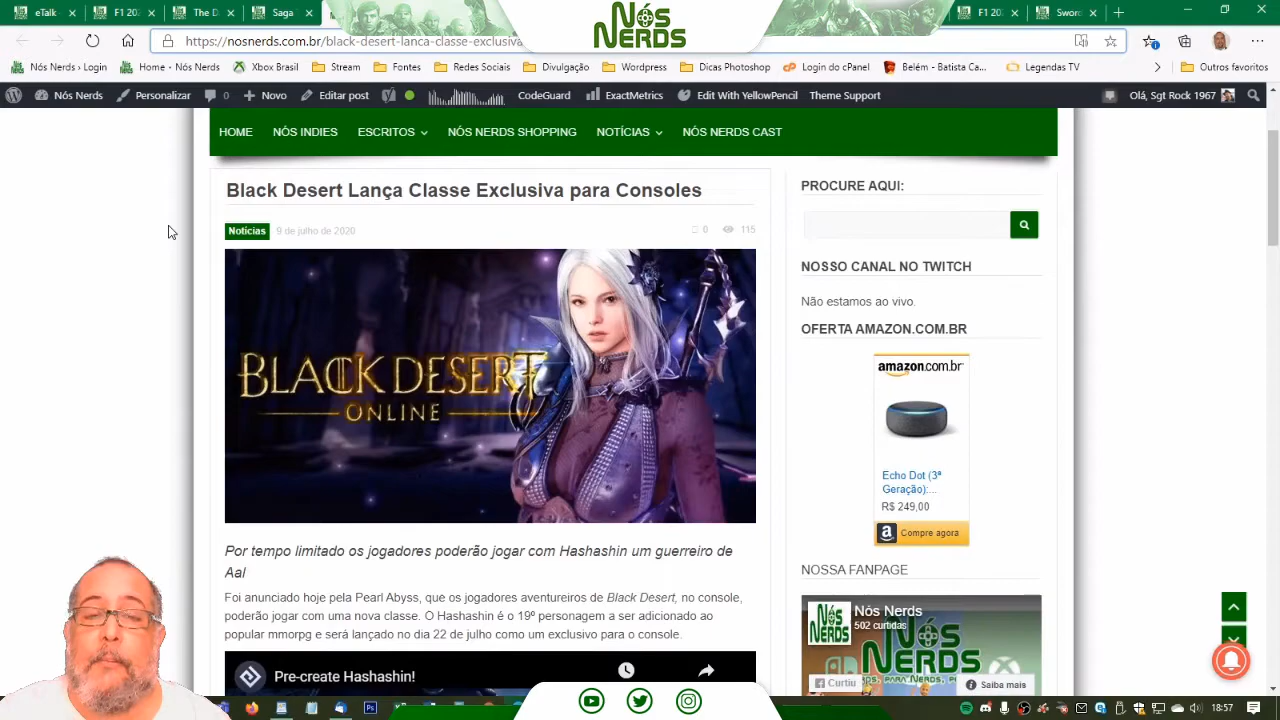 eTalk
F1 20
Saga
F1 20
F1 20
Sword
NÓS
NERDS
https://nosnerds.com.br/black-desert-lanca-classe-exclusiva
Nós Nerds › Login
Home - Nós Nerds
Xbox Brasil
Stream
Fontes
Redes Sociais
Divulgação
Wordpress
Dicas Photoshop
Login do cPanel
Belém - Batista Ca...
Legendas TV
Outros favoritos
Nós Nerds
Personalizar
0
Novo
Editar post
CodeGuard
ExactMetrics
Edit With YellowPencil
Theme Support
Olá, Sgt Rock 1967
HOME
NÓS INDIES
ESCRITOS
NÓS NERDS SHOPPING
NOTÍCIAS
NÓS NERDS CAST
Black Desert Lança Classe Exclusiva para Consoles
Notícias
9 de julho de 2020
0
115
BLACK DESERT
ONLINE
Por tempo limitado os jogadores poderão jogar com Hashashin um guerreiro de
Aal
Foi anunciado hoje pela Pearl Abyss, que os jogadores aventureiros de Black Desert, no console,
poderão jogar com uma nova classe. O Hashashin é o 19º personagem a ser adicionado ao
popular mmorpg e será lançado no dia 22 de julho como um exclusivo para o console.
Pre-create Hashashin!
PROCURE AQUI:
NOSSO CANAL NO TWITCH
Não estamos ao vivo.
OFERTA AMAZON.COM.BR
amazon.com.br
Echo Dot (3ª
Geração):...
R$ 249,00
Compre agora
NOSSA FANPAGE
NÓS
NERDS
Nós Nerds
502 curtidas
NÓS
NERDS
Curtiu
Saiba mais
18:57